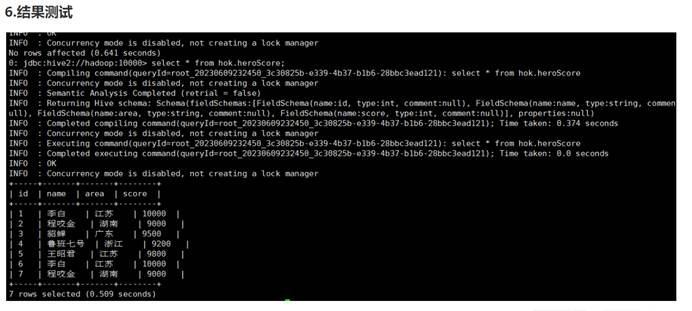 6.结果测试
INFO  : OK
INFO  : Concurrency mode is disabled, not creating a lock manager
No rows affected (0.641 seconds)
0: jdbc:hive2://hadoop:10000> select * from hok.heroScore;
INFO  : Compiling command(queryId=root_20230609232450_3c30825b-e339-4b37-b1b6-28bbc3ead121): select * from hok.heroScore
INFO  : Concurrency mode is disabled, not creating a lock manager
INFO  : Semantic Analysis Completed (retrial = false)
INFO  : Returning Hive schema: Schema(fieldSchemas:[FieldSchema(name:id, type:int, comment:null), FieldSchema(name:name, type:string, commen
ull), FieldSchema(name:area, type:string, comment:null), FieldSchema(name:score, type:int, comment:null)], properties:null)
INFO  : Completed compiling command(queryId=root_20230609232450_3c30825b-e339-4b37-b1b6-28bbc3ead121); Time taken: 0.374 seconds
INFO  : Concurrency mode is disabled, not creating a lock manager
INFO  : Executing command(queryId=root_20230609232450_3c30825b-e339-4b37-b1b6-28bbc3ead121): select * from hok.heroScore
INFO  : Completed executing command(queryId=root_20230609232450_3c30825b-e339-4b37-b1b6-28bbc3ead121); Time taken: 0.0 seconds
INFO  : OK
INFO  : Concurrency mode is disabled, not creating a lock manager
+-----+-------+-------+--------+
| id  | name  | area  | score  |
+-----+-------+-------+--------+
| 1   | 李白    | 江苏    | 10000  |
| 2   | 程咬金   | 湖南    | 9000   |
| 3   | 貂蝉    | 广东    | 9500   |
| 4   | 鲁班七号  | 浙江    | 9200   |
| 5   | 王昭君   | 江苏    | 9800   |
| 6   | 李白    | 江苏    | 10000  |
| 7   | 程咬金   | 湖南    | 9000   |
+-----+-------+-------+--------+
7 rows selected (0.509 seconds)